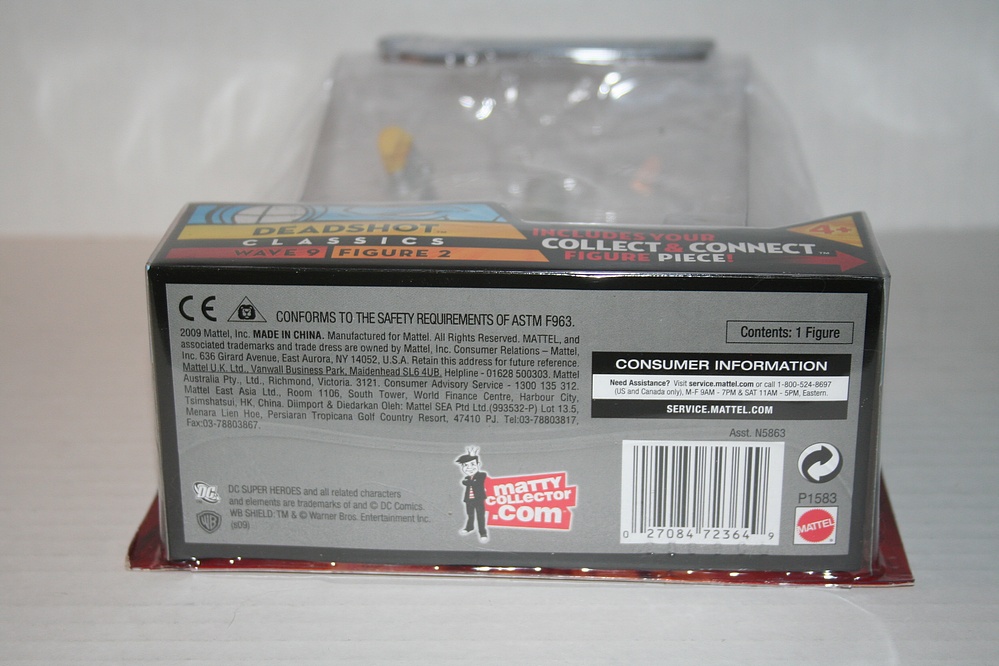 DEADSHOT™
CLASSICS
WAVE 9 FIGURE 2
INCLUDES YOUR
COLLECT & CONNECT™
FIGURE PIECE!
4+
CE
CONFORMS TO THE SAFETY REQUIREMENTS OF ASTM F963.
2009 Mattel, Inc. MADE IN CHINA. Manufactured for Mattel. All Rights Reserved. MATTEL, and
associated trademarks and trade dress are owned by Mattel, Inc. Consumer Relations – Mattel,
Inc. 636 Girard Avenue, East Aurora, NY 14052, U.S.A. Retain this address for future reference.
Mattel U.K. Ltd., Vanwall Business Park, Maidenhead SL6 4UB. Helpline - 01628 500303. Mattel
Australia Pty., Ltd., Richmond, Victoria. 3121. Consumer Advisory Service - 1300 135 312.
Mattel East Asia Ltd., Room 1106, South Tower, World Finance Centre, Harbour City,
Tsimshatsui, HK, China. Diimport & Diedarkan Oleh: Mattel SEA Ptd Ltd.(993532-P) Lot 13.5,
Menara Lien Hoe, Persiaran Tropicana Golf Country Resort, 47410 PJ. Tel:03-78803817,
Fax:03-78803867.
Contents: 1 Figure
CONSUMER INFORMATION
Need Assistance? Visit service.mattel.com or call 1-800-524-8697
(US and Canada only), M-F 9AM - 7PM & SAT 11AM - 5PM, Eastern.
SERVICE.MATTEL.COM
Asst. N5863
DC
DC SUPER HEROES and all related characters
and elements are trademarks of and © DC Comics.
WB SHIELD: TM & © Warner Bros. Entertainment Inc.
(s09)
WB
matty
COLLECTOR
.com
0 27084 72364 9
P1583
MATTEL